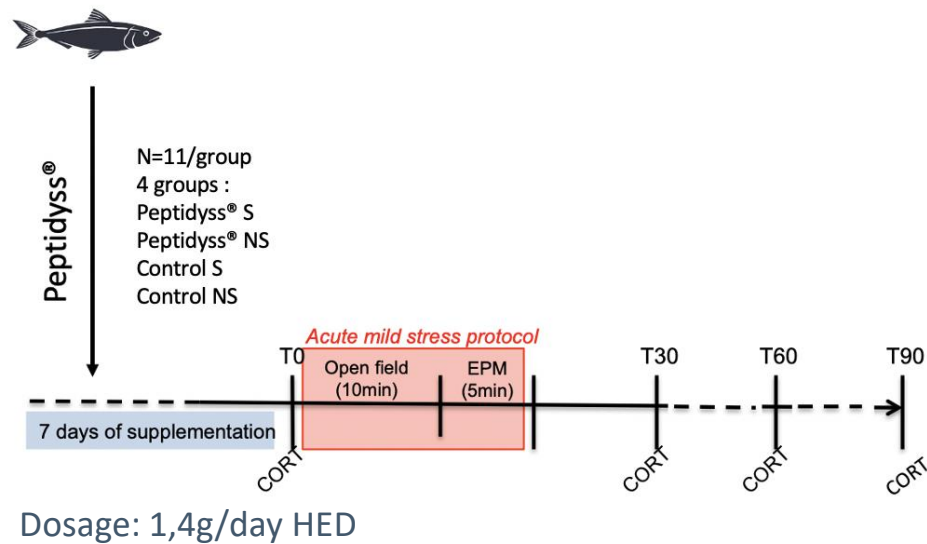 Peptidyss®
N=11/group
4 groups :
Peptidyss® S
Peptidyss® NS
Control S
Control NS
Acute mild stress protocol
T0
Open field
(10min)
EPM
(5min)
T30
T60
T90
7 days of supplementation
CORT
CORT
CORT
CORT
Dosage: 1,4g/day HED